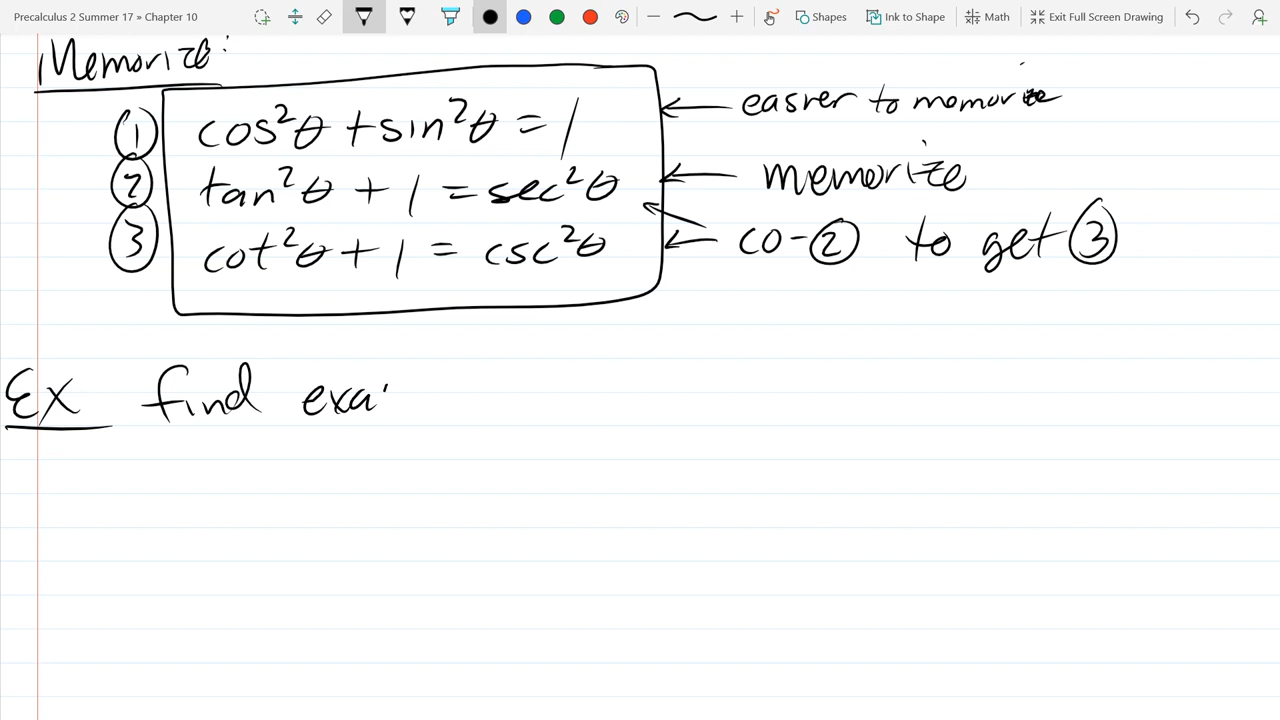 Precalculus 2 Summer 17 » Chapter 10 Shapes Ink to Shape Math Exit Full Screen Drawing
Memorize:
① cos²θ + sin²θ = 1 ← easier to memorize
② tan²θ + 1 = sec²θ ← memorize
③ cot²θ + 1 = csc²θ ← co-② to get ③
Ex find exa